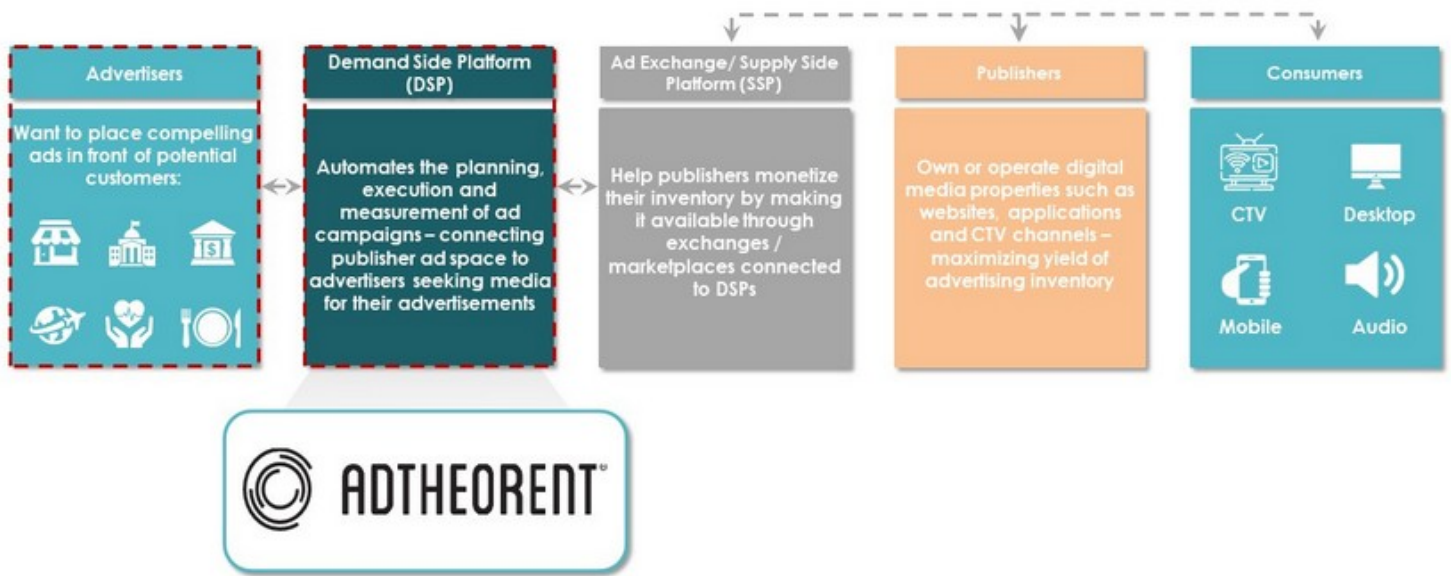 Advertisers
Want to place compelling
ads in front of potential
customers:
Demand Side Platform
(DSP)
Automates the planning,
execution and
measurement of ad
campaigns – connecting
publisher ad space to
advertisers seeking media
for their advertisements
Ad Exchange/ Supply Side
Platform (SSP)
Help publishers monetize
their inventory by making
it available through
exchanges /
marketplaces connected
to DSPs
Publishers
Own or operate digital
media properties such as
websites, applications
and CTV channels –
maximizing yield of
advertising inventory
Consumers
CTV
Desktop
Mobile
Audio
ADTHEORENT®